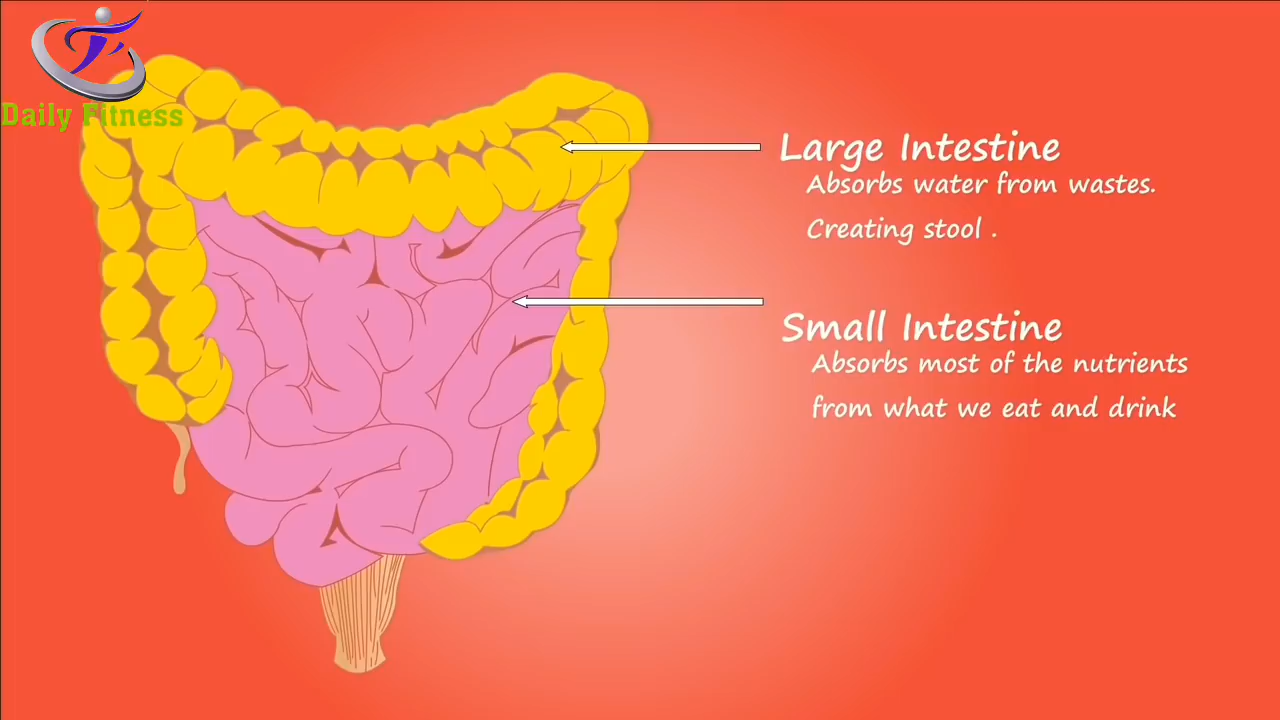 Daily Fitness
Large Intestine
Absorbs water from wastes.
Creating stool .
Small Intestine
Absorbs most of the nutrients
from what we eat and drink